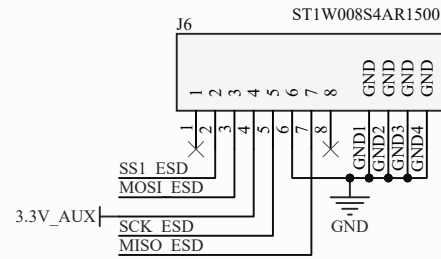 ST1W008S4AR1500
J6
GND GND GND GND
1 2 3 4 5 6 7 8
1 2 3 4 5 6 7 8 GND1 GND2 GND3 GND4
SS1_ESD
MOSI_ESD
3.3V_AUX
SCK_ESD
GND
MISO_ESD